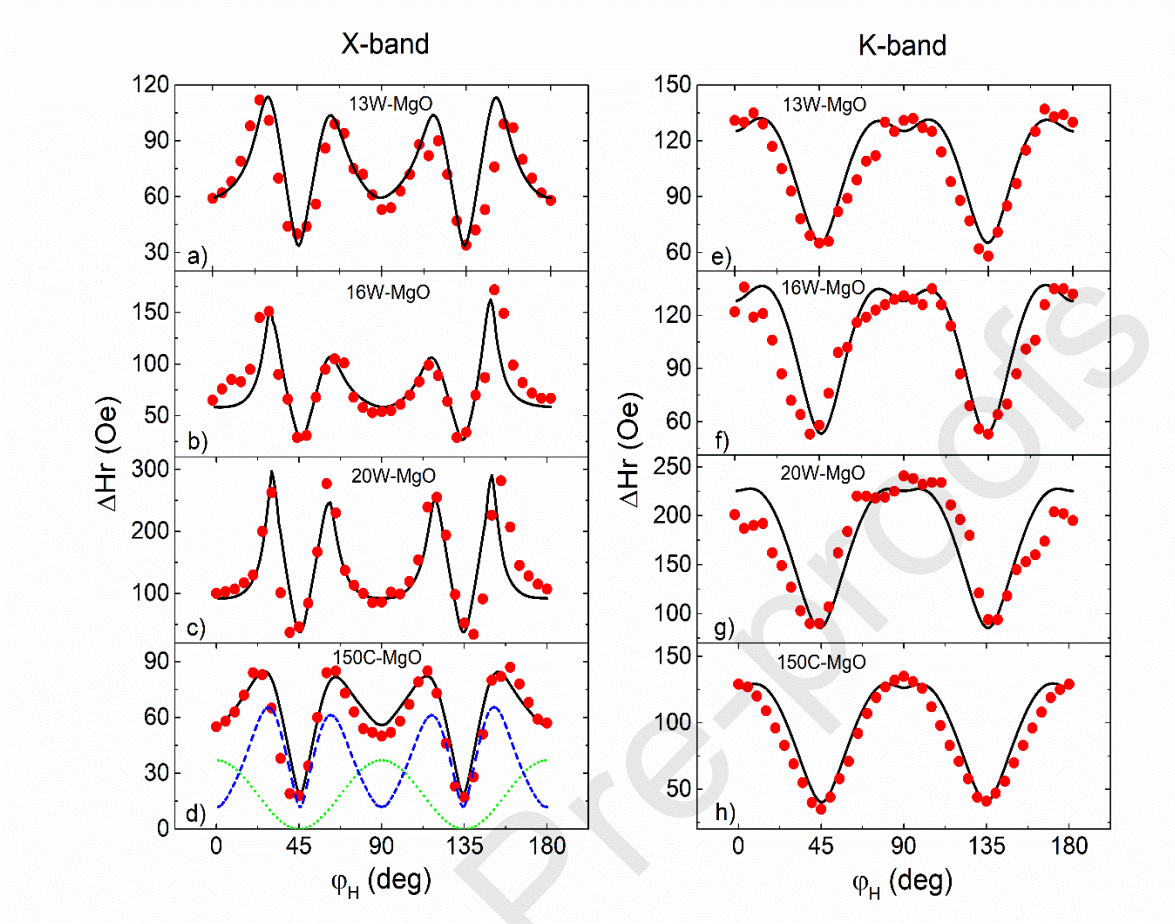 X-band
K-band
120
90
60
30
a)
13W-MgO
150
100
50
b)
16W-MgO
300
200
100
c)
20W-MgO
90
60
30
0
d)
150C-MgO
ΔHr (Oe)
0 45 90 135 180
φH (deg)
150
120
90
60
e)
13W-MgO
120
90
60
f)
16W-MgO
250
200
150
100
g)
20W-MgO
150
100
50
h)
150C-MgO
ΔHr (Oe)
0 45 90 135 180
φH (deg)
Pre-proofs